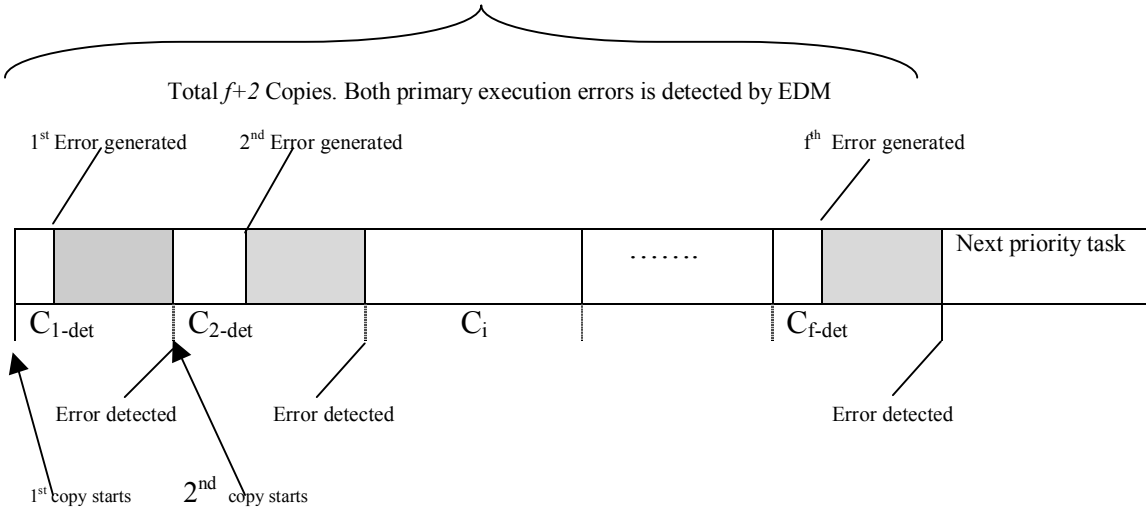 Total f+2 Copies. Both primary execution errors is detected by EDM
1st Error generated 2nd Error generated fth Error generated
……. Next priority task
C1-det C2-det Ci Cf-det
Error detected Error detected Error detected
1st copy starts 2nd copy starts